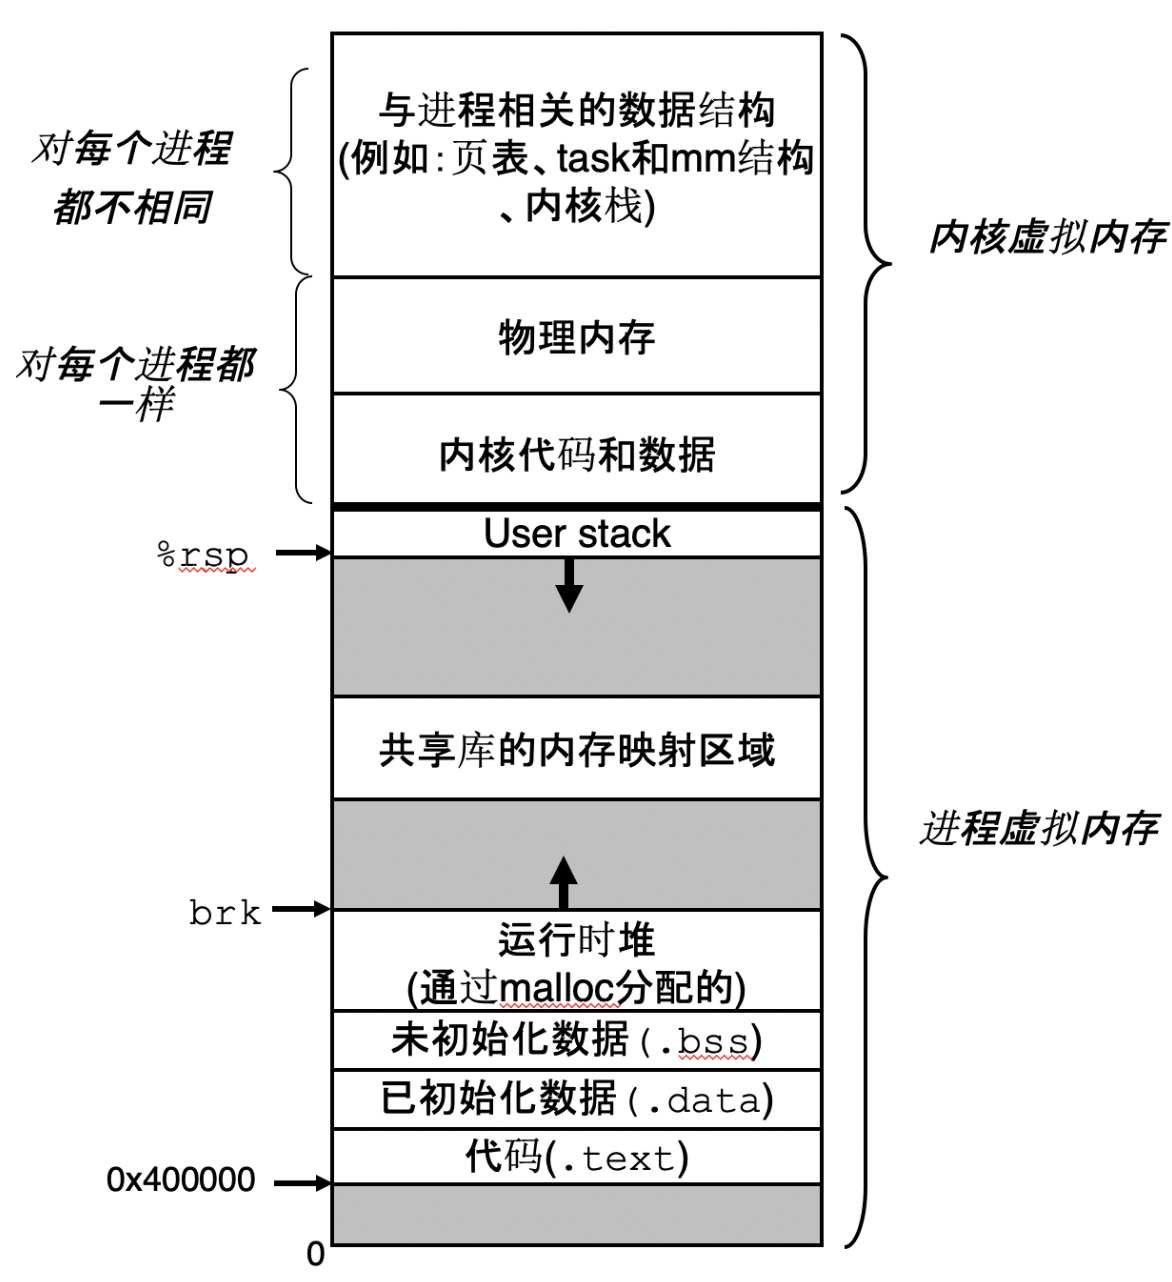 与进程相关的数据结构
(例如:页表、task和mm结构
、内核栈)
对每个进程
都不相同
内核虚拟内存
物理内存
对每个进程都
一样
内核代码和数据
User stack
%rsp
共享库的内存映射区域
进程虚拟内存
brk
运行时堆
(通过malloc分配的)
未初始化数据(.bss)
已初始化数据(.data)
代码(.text)
0x400000
0